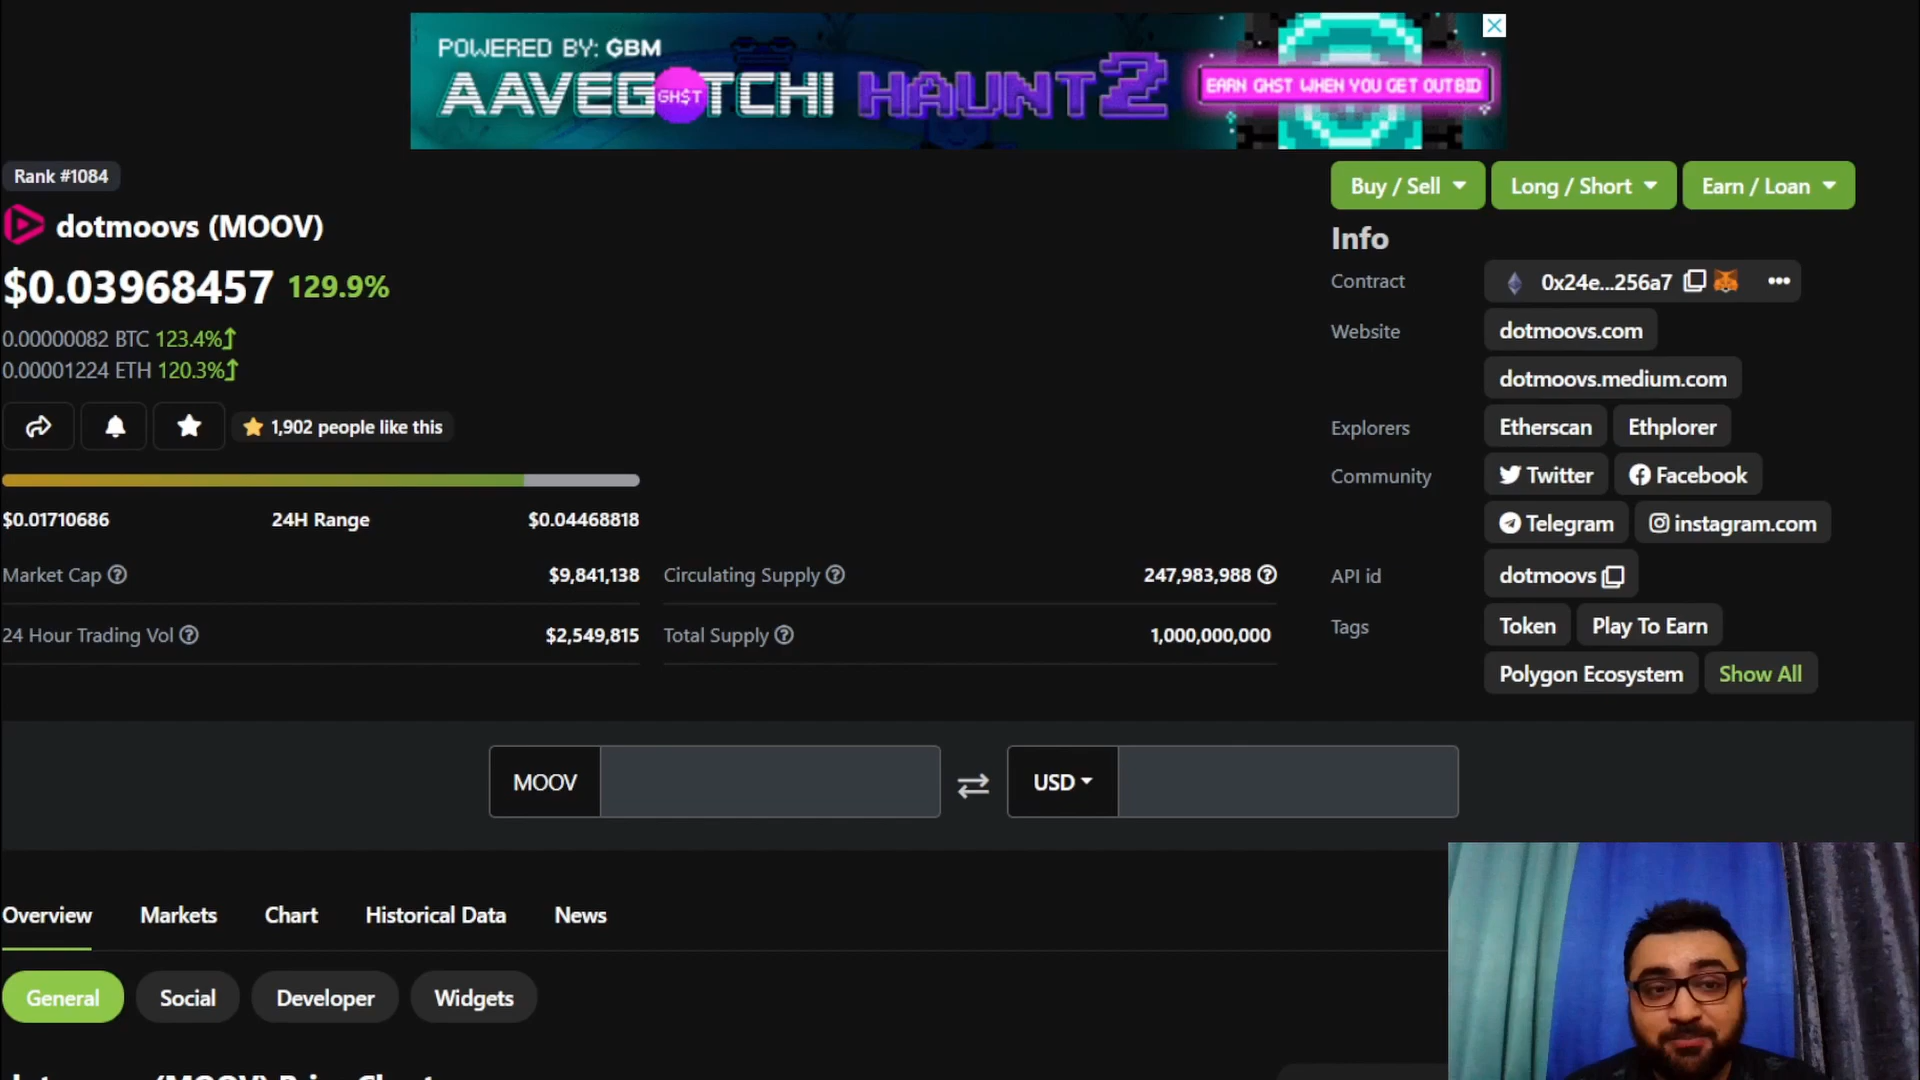 POWERED BY: GBM
AAVEGOTCHI HAUNT2
GH$T
EARN GHST WHEN YOU GET OUTBID
Rank #1084
dotmoovs (MOOV)
$0.03968457 129.9%
0.00000082 BTC 123.4%
0.00001224 ETH 120.3%
1,902 people like this
$0.01710686 24H Range $0.04468818
Market Cap $9,841,138 Circulating Supply 247,983,988
24 Hour Trading Vol $2,549,815 Total Supply 1,000,000,000
Buy / Sell Long / Short Earn / Loan
Info
Contract 0x24e...256a7
Website dotmoovs.com
dotmoovs.medium.com
Explorers Etherscan Ethplorer
Community Twitter Facebook
Telegram instagram.com
API id dotmoovs
Tags Token Play To Earn
Polygon Ecosystem Show All
MOOV USD
Overview Markets Chart Historical Data News
General Social Developer Widgets
dotmoovs (MOOV) Price Chart